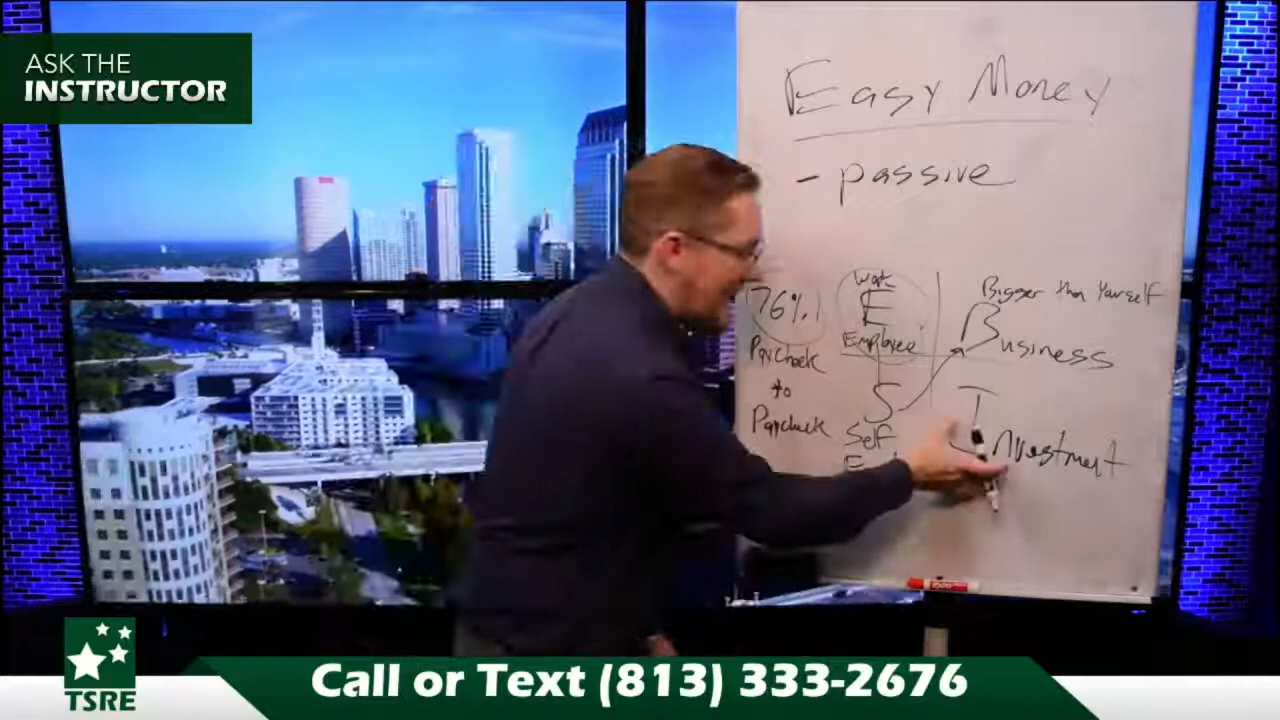 ASK THE
INSTRUCTOR
Easy Money
- passive
76%
Paycheck
to
Paycheck
E
Employee
S
Self
Bigger than Yourself
Business
I
Investment
TSRE
Call or Text (813) 333-2676